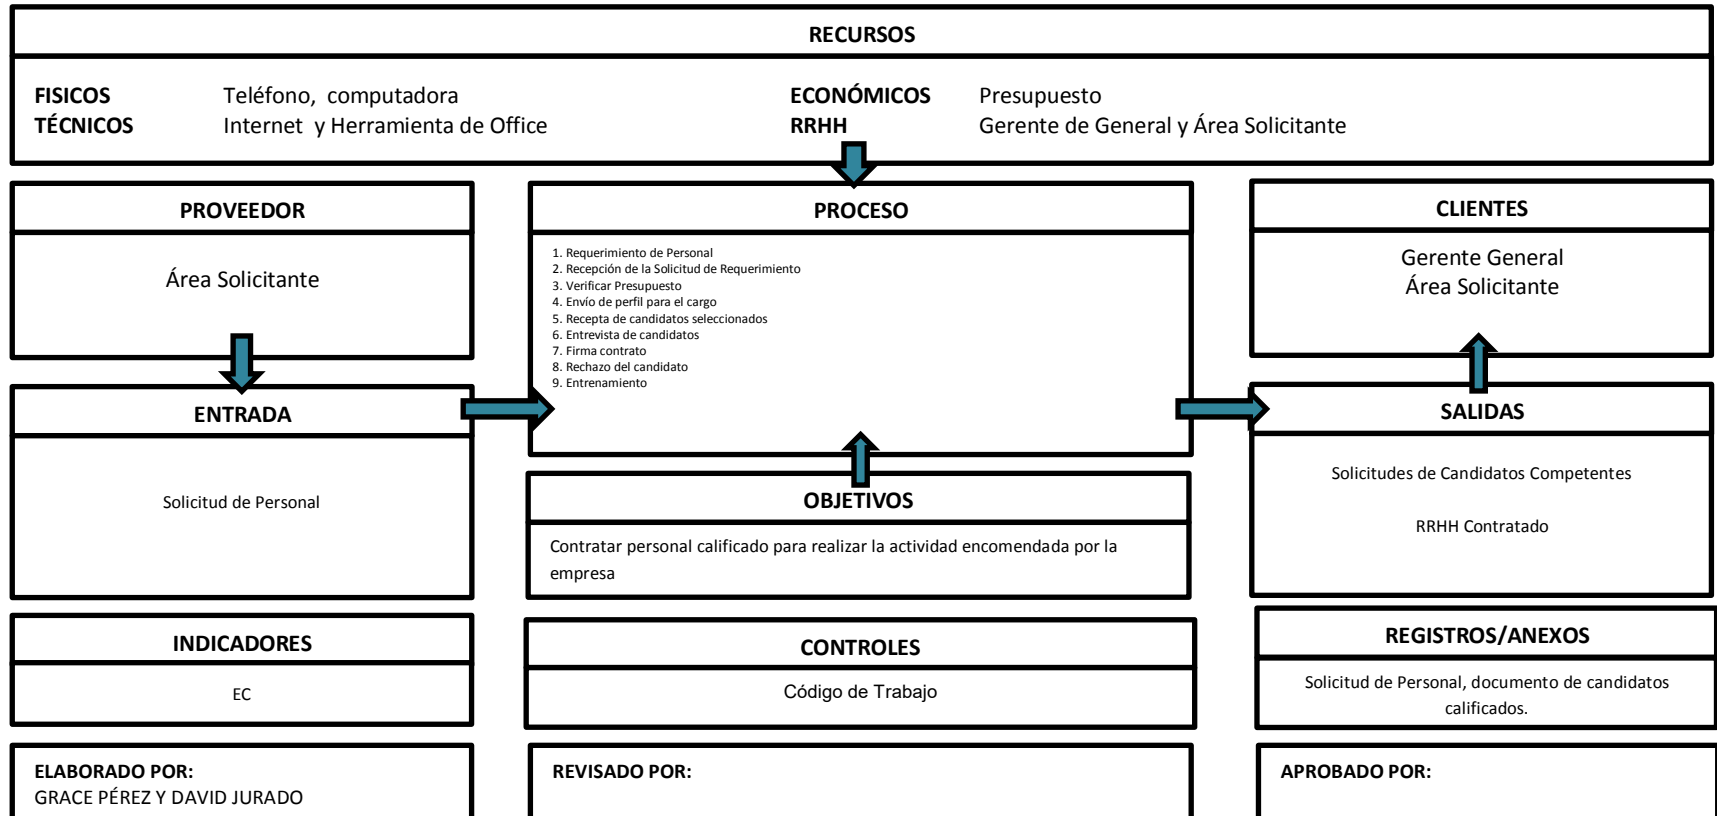 RECURSOS
FISICOS Teléfono, computadora ECONÓMICOS Presupuesto
TÉCNICOS Internet y Herramienta de Office RRHH Gerente de General y Área Solicitante
PROVEEDOR
Área Solicitante
PROCESO
1. Requerimiento de Personal
2. Recepción de la Solicitud de Requerimiento
3. Verificar Presupuesto
4. Envío de perfil para el cargo
5. Recepta de candidatos seleccionados
6. Entrevista de candidatos
7. Firma contrato
8. Rechazo del candidato
9. Entrenamiento
CLIENTES
Gerente General
Área Solicitante
ENTRADA
Solicitud de Personal
OBJETIVOS
Contratar personal calificado para realizar la actividad encomendada por la
empresa
SALIDAS
Solicitudes de Candidatos Competentes
RRHH Contratado
INDICADORES
EC
CONTROLES
Código de Trabajo
REGISTROS/ANEXOS
Solicitud de Personal, documento de candidatos
calificados.
ELABORADO POR:
GRACE PÉREZ Y DAVID JURADO
REVISADO POR:
APROBADO POR: